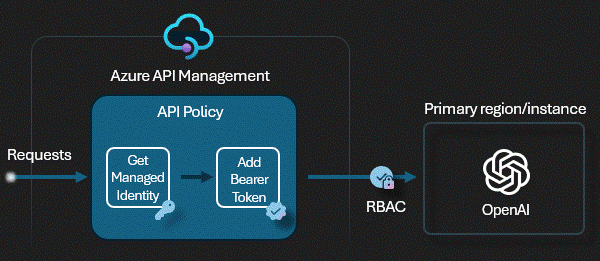 Azure API Management
API Policy
Primary region/instance
Requests
Get
Managed
Identity
Add
Bearer
Token
RBAC
OpenAI